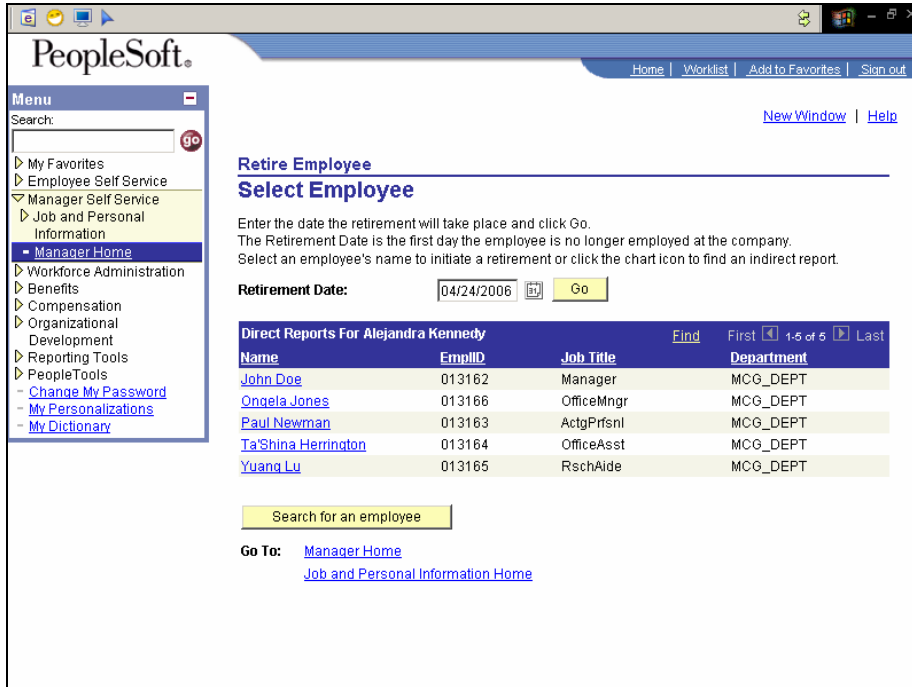 PeopleSoft®
Home | Worklist | Add to Favorites | Sign out
Menu
Search:
go
New Window | Help
My Favorites
Employee Self Service
Manager Self Service
Job and Personal
Information
- Manager Home
Workforce Administration
Benefits
Compensation
Organizational
Development
Reporting Tools
PeopleTools
- Change My Password
- My Personalizations
- My Dictionary
Retire Employee
Select Employee
Enter the date the retirement will take place and click Go.
The Retirement Date is the first day the employee is no longer employed at the company.
Select an employee's name to initiate a retirement or click the chart icon to find an indirect report.
Retirement Date: 04/24/2006 31 Go
Direct Reports For Alejandra Kennedy Find First 1-5 of 5 Last
Name EmplID Job Title Department
John Doe 013162 Manager MCG_DEPT
Ongela Jones 013166 OfficeMngr MCG_DEPT
Paul Newman 013163 ActgPrfsnl MCG_DEPT
Ta'Shina Herrington 013164 OfficeAsst MCG_DEPT
Yuang Lu 013165 RschAide MCG_DEPT
Search for an employee
Go To: Manager Home
Job and Personal Information Home